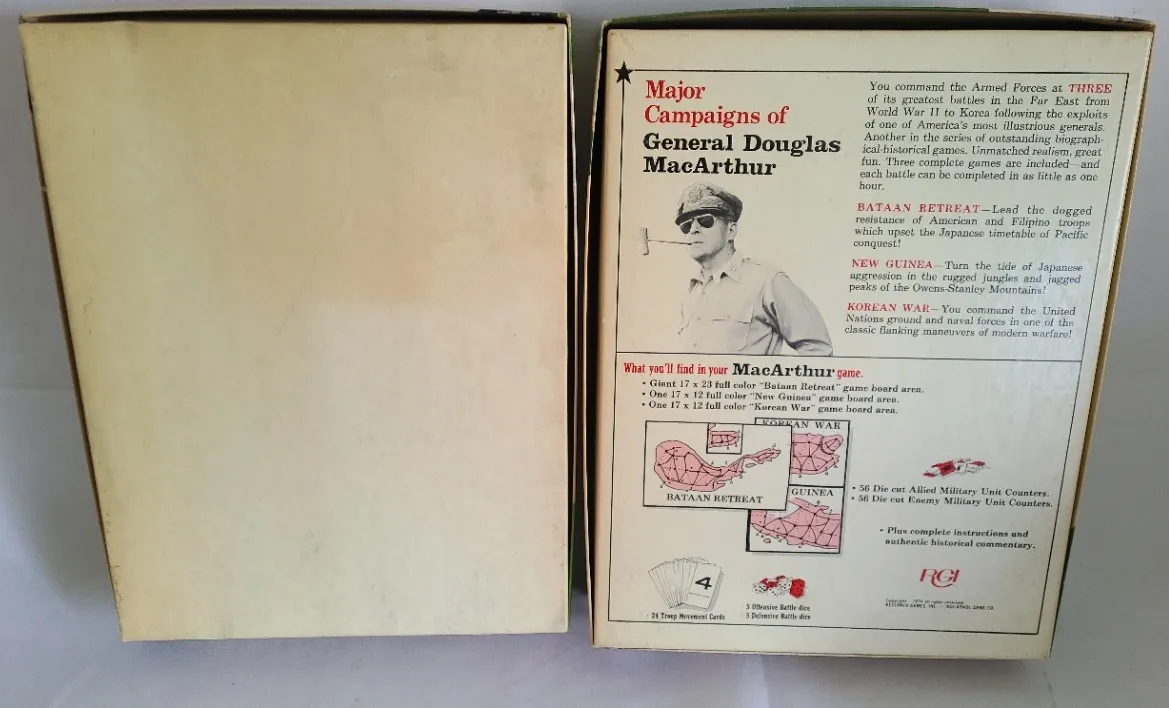 Major
Campaigns of
General Douglas
MacArthur
You command the Armed Forces at THREE
of its greatest battles in the Far East from
World War II to Korea following the exploits
of one of America's most illustrious generals.
Another in the series of outstanding biograph-
ical-historical games. Unmatched realism, great
fun. Three complete games are included—and
each battle can be completed in as little as one
hour.
BATAAN RETREAT—Lead the dogged
resistance of American and Filipino troops
which upset the Japanese timetable of Pacific
conquest!
NEW GUINEA—Turn the tide of Japanese
aggression in the rugged jungles and jagged
peaks of the Owens-Stanley Mountains!
KOREAN WAR—You command the United
Nations ground and naval forces in one of the
classic flanking maneuvers of modern warfare!
What you'll find in your MacArthur game.
• Giant 17 x 23 full color "Bataan Retreat" game board area.
• One 17 x 12 full color "New Guinea" game board area.
• One 17 x 12 full color "Korean War" game board area.
KOREAN WAR
BATAAN RETREAT
GUINEA
• 56 Die cut Allied Military Unit Counters.
• 56 Die cut Enemy Military Unit Counters.
• Plus complete instructions and
authentic historical commentary.
4
· 24 Troop Movement Cards
· 5 Offensive Battle dice
· 5 Defensive Battle dice
RGI
RESEARCH GAMES, INC.
GAME CO.